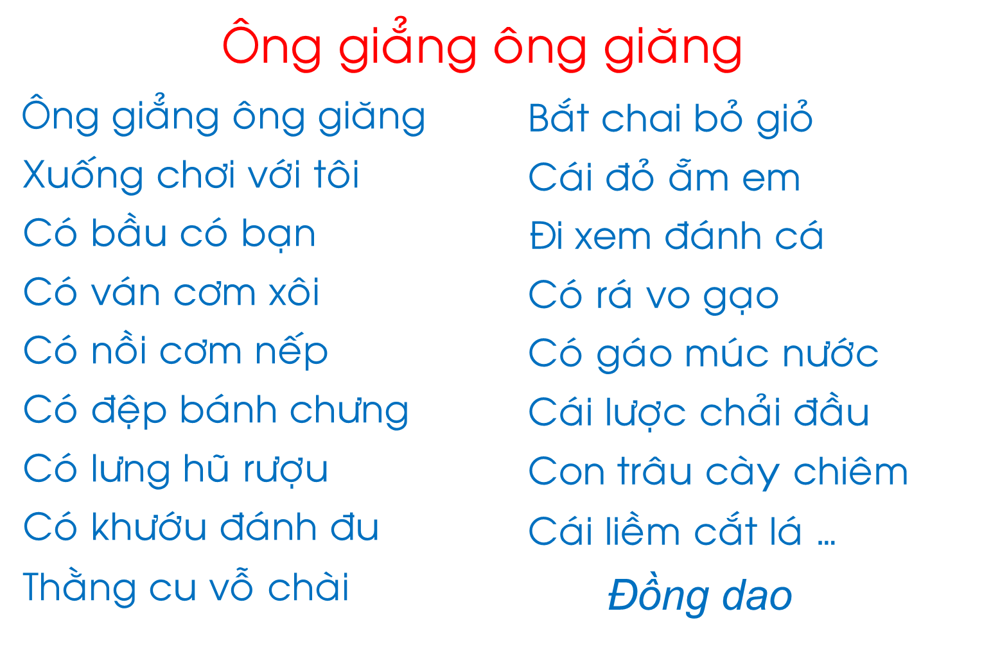 Ông giẳng ông giăng
Ông giẳng ông giăng
Xuống chơi với tôi
Có bầu có bạn
Có ván cơm xôi
Có nồi cơm nếp
Có đệp bánh chưng
Có lưng hũ rượu
Có khướu đánh đu
Thằng cu vỗ chài
Bắt chai bỏ giỏ
Cái đỏ ẵm em
Đi xem đánh cá
Có rá vo gạo
Có gáo múc nước
Cái lược chải đầu
Con trâu cày chiêm
Cái liềm cắt lá ...
Đồng dao